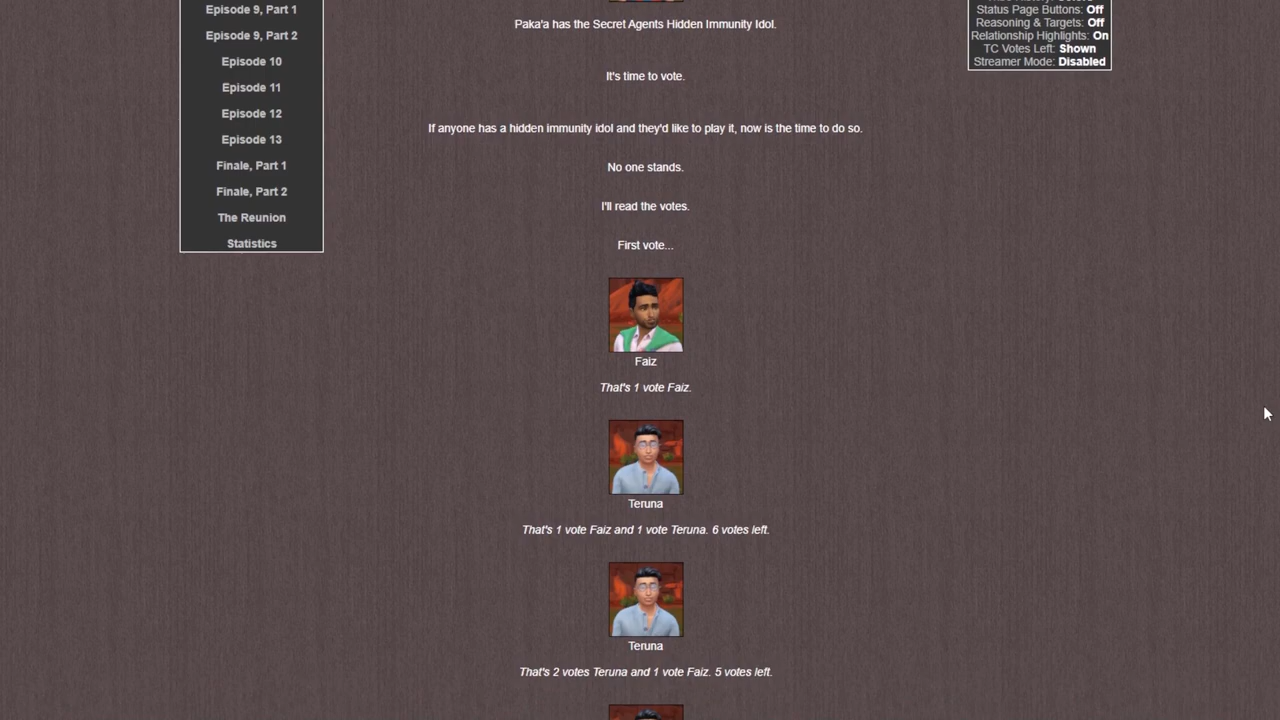 Episode 9, Part 1
Episode 9, Part 2
Episode 10
Episode 11
Episode 12
Episode 13
Finale, Part 1
Finale, Part 2
The Reunion
Statistics
Paka'a has the Secret Agents Hidden Immunity Idol.
It's time to vote.
If anyone has a hidden immunity idol and they'd like to play it, now is the time to do so.
No one stands.
I'll read the votes.
First vote...
Faiz
That's 1 vote Faiz.
Teruna
That's 1 vote Faiz and 1 vote Teruna. 6 votes left.
Teruna
That's 2 votes Teruna and 1 vote Faiz. 5 votes left.
Status Page Buttons: Off
Reasoning & Targets: Off
Relationship Highlights: On
TC Votes Left: Shown
Streamer Mode: Disabled